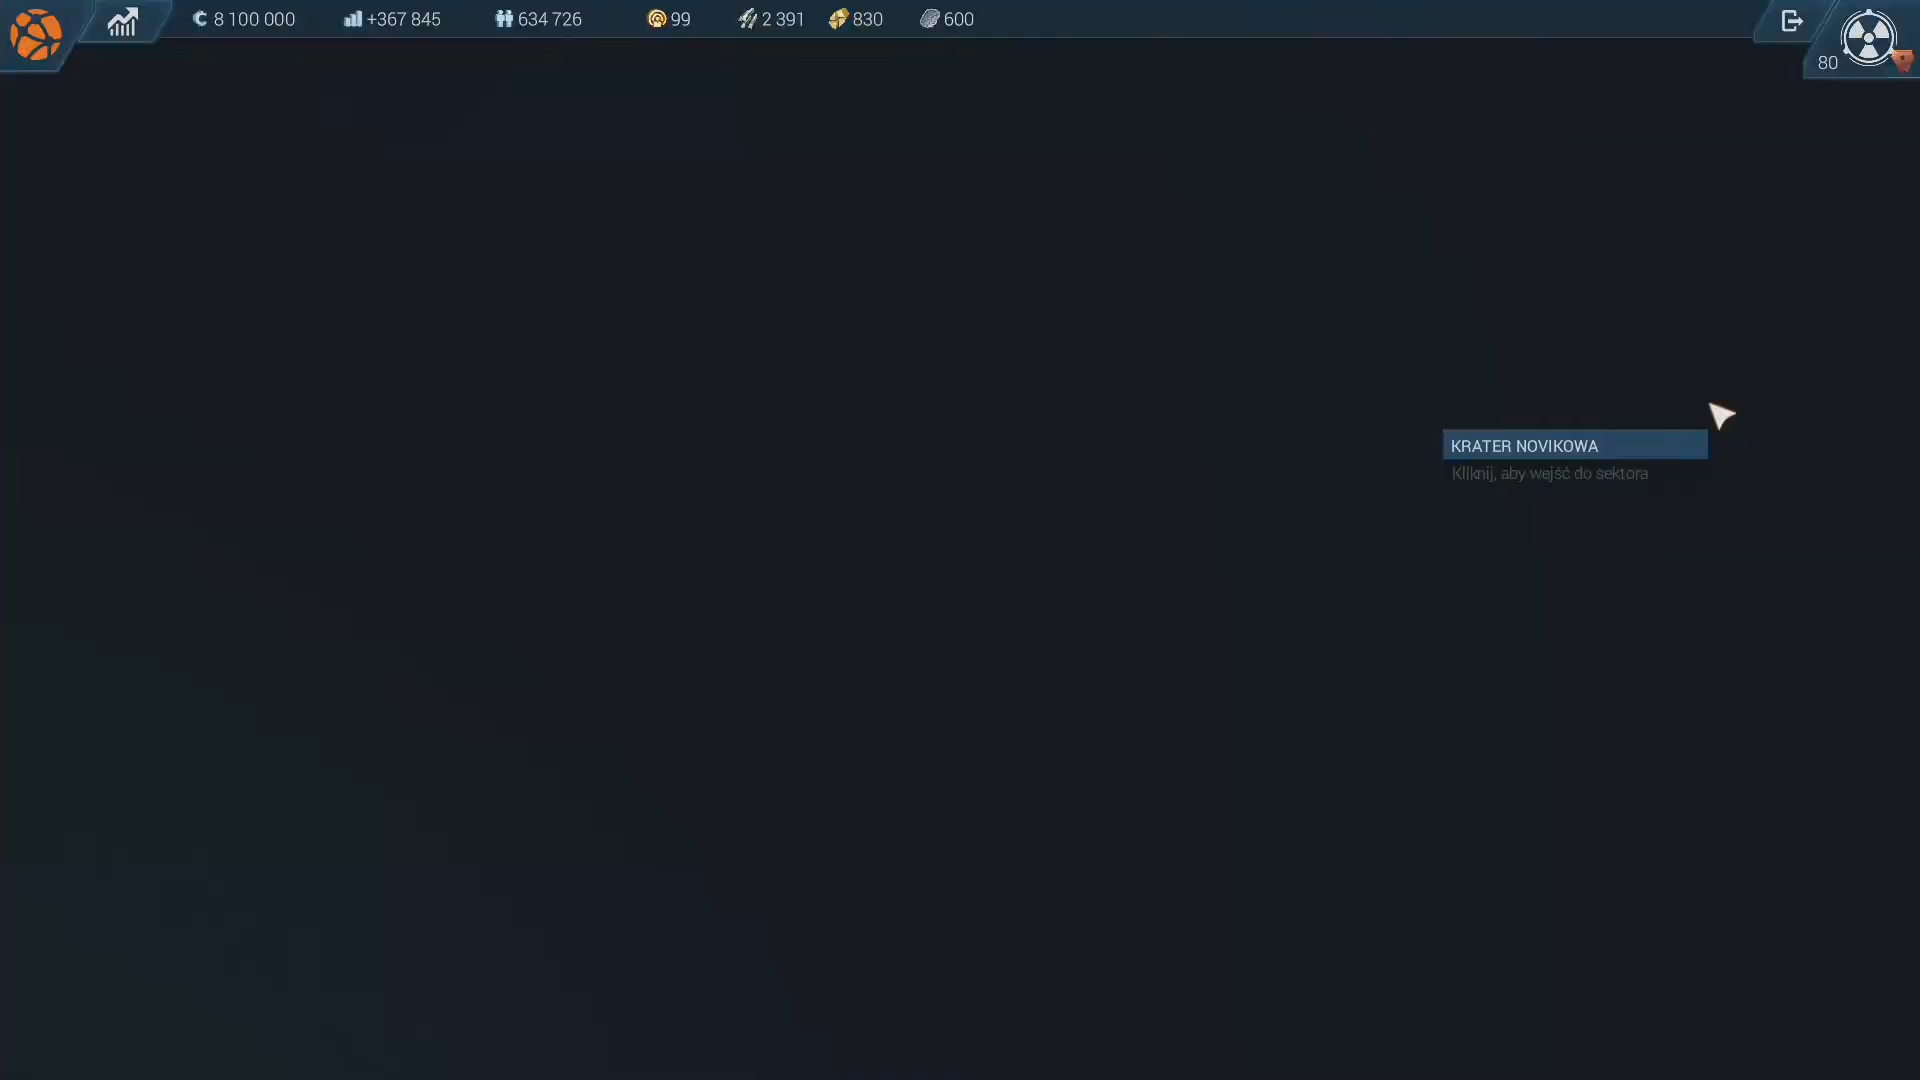 8 100 000 +367 845 634 726 99 2 391 830 600
80
KRATER NOVIKOWA
Kliknij, aby wejść do sektora